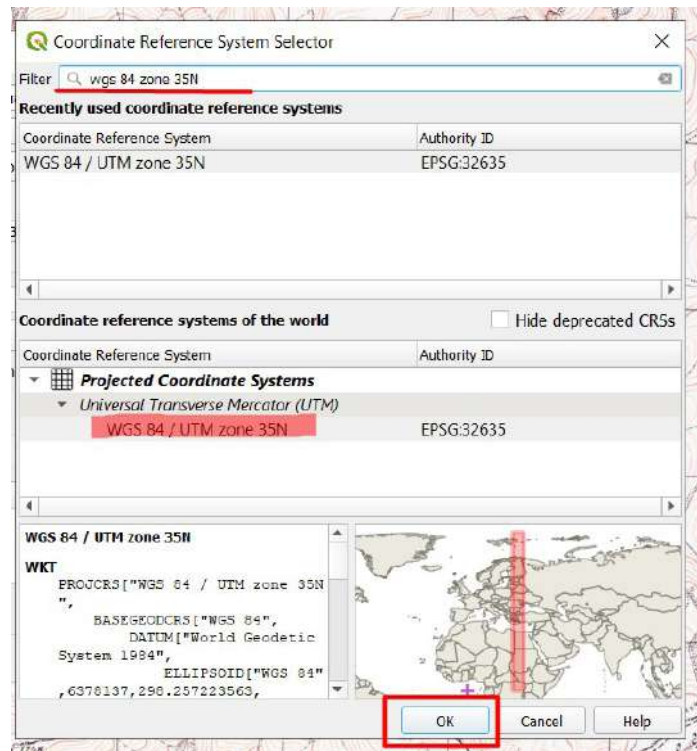 Coordinate Reference System Selector
Filter wgs 84 zone 35N
Recently used coordinate reference systems
Coordinate Reference System Authority ID
WGS 84 / UTM zone 35N EPSG:32635
Coordinate reference systems of the world Hide deprecated CRSs
Coordinate Reference System Authority ID
Projected Coordinate Systems
Universal Transverse Mercator (UTM)
WGS 84 / UTM zone 35N EPSG:32635
WGS 84 / UTM zone 35N
WKT
PROJCRS["WGS 84 / UTM zone 35N
",
BASEGEODCRS["WGS 84",
DATUM["World Geodetic
System 1984",
ELLIPSOID["WGS 84"
,6378137,298.257223563,
OK Cancel Help